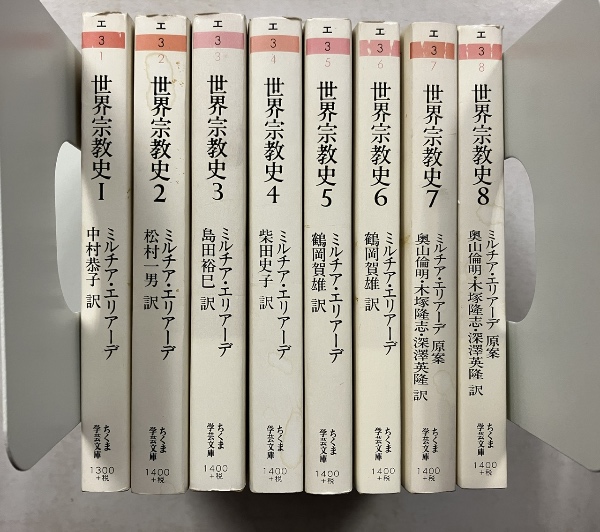 エ
3
1
世界宗教史1
ミルチア・エリアーデ
中村恭子 訳
ちくま
学芸文庫
1300
+税
エ
3
2
世界宗教史2
ミルチア・エリアーデ
松村一男 訳
ちくま
学芸文庫
1400
+税
エ
3
3
世界宗教史3
ミルチア・エリアーデ
島田裕巳 訳
ちくま
学芸文庫
1400
+税
エ
3
4
世界宗教史4
ミルチア・エリアーデ
柴田史子 訳
ちくま
学芸文庫
1400
+税
エ
3
5
世界宗教史5
ミルチア・エリアーデ
鶴岡賀雄 訳
ちくま
学芸文庫
1400
+税
エ
3
6
世界宗教史6
ミルチア・エリアーデ
鶴岡賀雄 訳
ちくま
学芸文庫
1400
+税
エ
3
7
世界宗教史7
ミルチア・エリアーデ 原案
奥山倫明・木塚隆志・深澤英隆 訳
ちくま
学芸文庫
1400
+税
エ
3
8
世界宗教史8
ミルチア・エリアーデ 原案
奥山倫明・木塚隆志・深澤英隆 訳
ちくま
学芸文庫
1400
+税